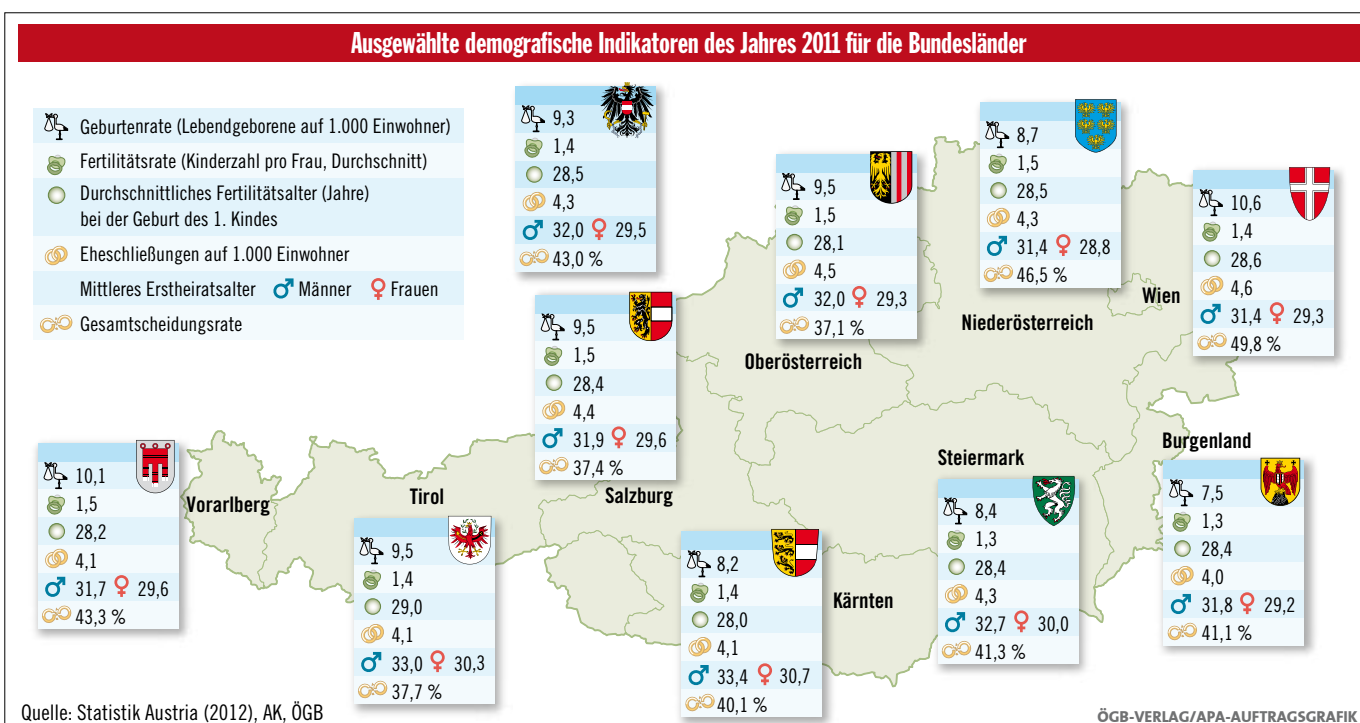 Ausgewählte demografische Indikatoren des Jahres 2011 für die Bundesländer
Geburtenrate (Lebendgeborene auf 1.000 Einwohner)
Fertilitätsrate (Kinderzahl pro Frau, Durchschnitt)
Durchschnittliches Fertilitätsalter (Jahre)
bei der Geburt des 1. Kindes
Eheschließungen auf 1.000 Einwohner
Mittleres Erstheiratsalter ♂ Männer ♀ Frauen
Gesamtscheidungsrate
9,3
1,4
28,5
4,3
♂ 32,0 ♀ 29,5
43,0 %
9,5
1,5
28,1
4,5
♂ 32,0 ♀ 29,3
37,1 %
Oberösterreich
8,7
1,5
28,5
4,3
♂ 31,4 ♀ 28,8
46,5 %
Niederösterreich
10,6
1,4
28,6
4,6
♂ 31,4 ♀ 29,3
49,8 %
Wien
9,5
1,5
28,4
4,4
♂ 31,9 ♀ 29,6
37,4 %
Salzburg
10,1
1,5
28,2
4,1
♂ 31,7 ♀ 29,6
43,3 %
Vorarlberg
Tirol
9,5
1,4
29,0
4,1
♂ 33,0 ♀ 30,3
37,7 %
8,2
1,4
28,0
4,1
♂ 33,4 ♀ 30,7
40,1 %
Kärnten
Steiermark
8,4
1,3
28,4
4,3
♂ 32,7 ♀ 30,0
41,3 %
Burgenland
7,5
1,3
28,4
4,0
♂ 31,8 ♀ 29,2
41,1 %
Quelle: Statistik Austria (2012), AK, ÖGB
ÖGB-VERLAG/APA-AUFTRAGSGRAFIK